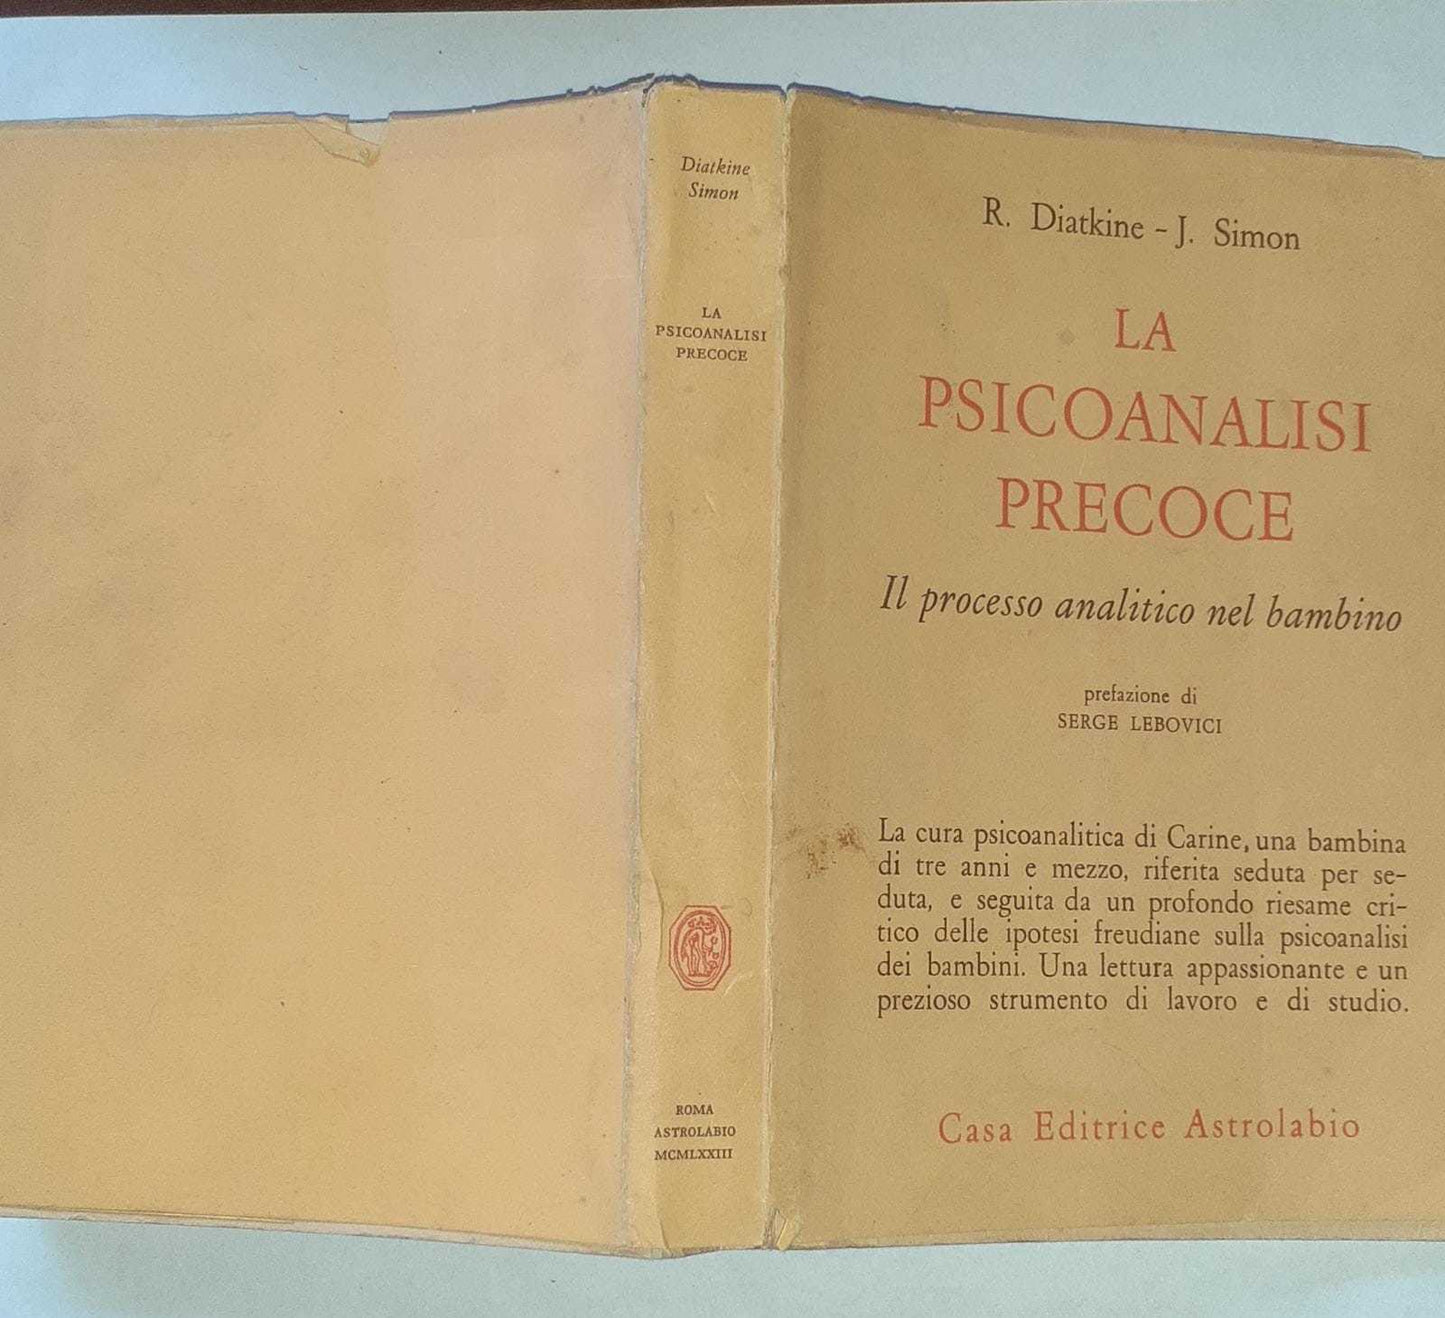 Diatkine
Simon
LA
PSICOANALISI
PRECOCE
ROMA
ASTROLABIO
MCMLXXIII
R. Diatkine - J. Simon
LA
PSICOANALISI
PRECOCE
Il processo analitico nel bambino
prefazione di
SERGE LEBOVICI
La cura psicoanalitica di Carine, una bambina
di tre anni e mezzo, riferita seduta per se-
duta, e seguita da un profondo riesame cri-
tico delle ipotesi freudiane sulla psicoanalisi
dei bambini. Una lettura appassionante e un
prezioso strumento di lavoro e di studio.
Casa Editrice Astrolabio